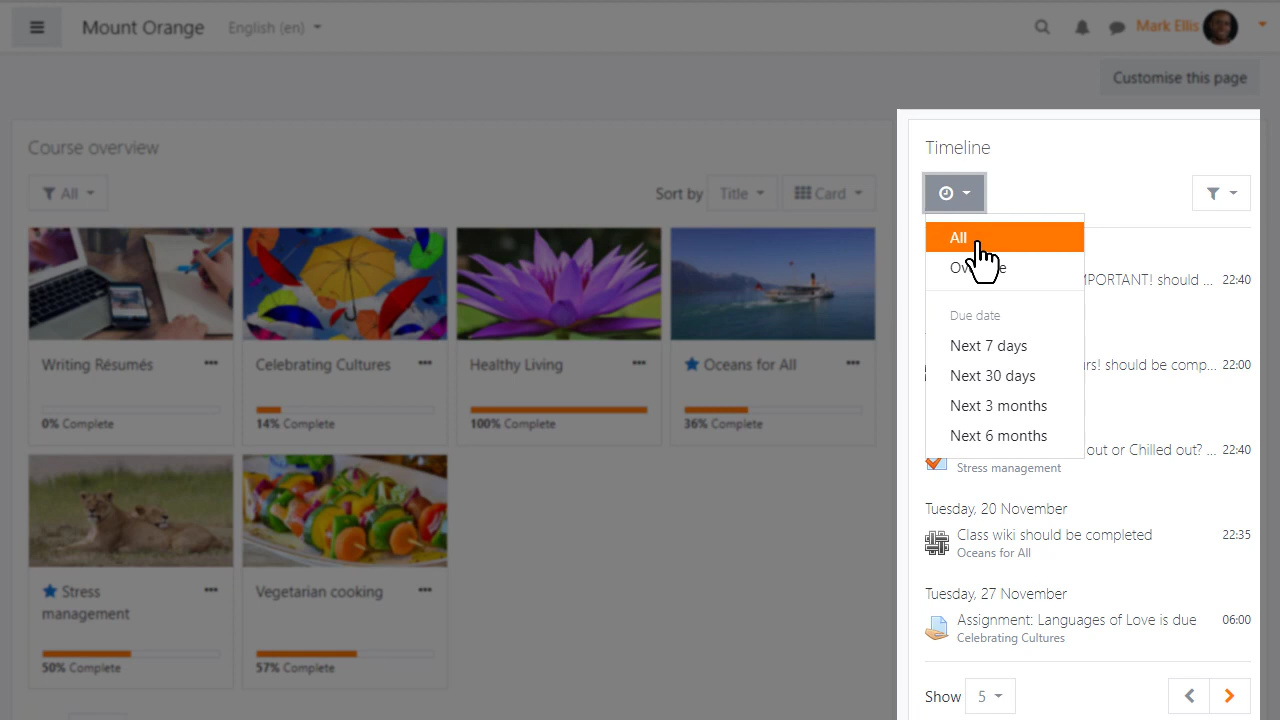 Mount Orange English (en)
Mark Ellis
Customise this page
Course overview
All
Sort by Title Card
Writing Résumés
0% Complete
Celebrating Cultures
14% Complete
Healthy Living
100% Complete
Oceans for All
36% Complete
Stress
management
50% Complete
Vegetarian cooking
57% Complete
Timeline
All
Due date
Next 7 days
Next 30 days
Next 3 months
Next 6 months
should ... 22:40
should be comp... 22:00
out or Chilled out? ... 22:40
Stress management
Tuesday, 20 November
Class wiki should be completed 22:35
Oceans for All
Tuesday, 27 November
Assignment: Languages of Love is due 06:00
Celebrating Cultures
Show 5